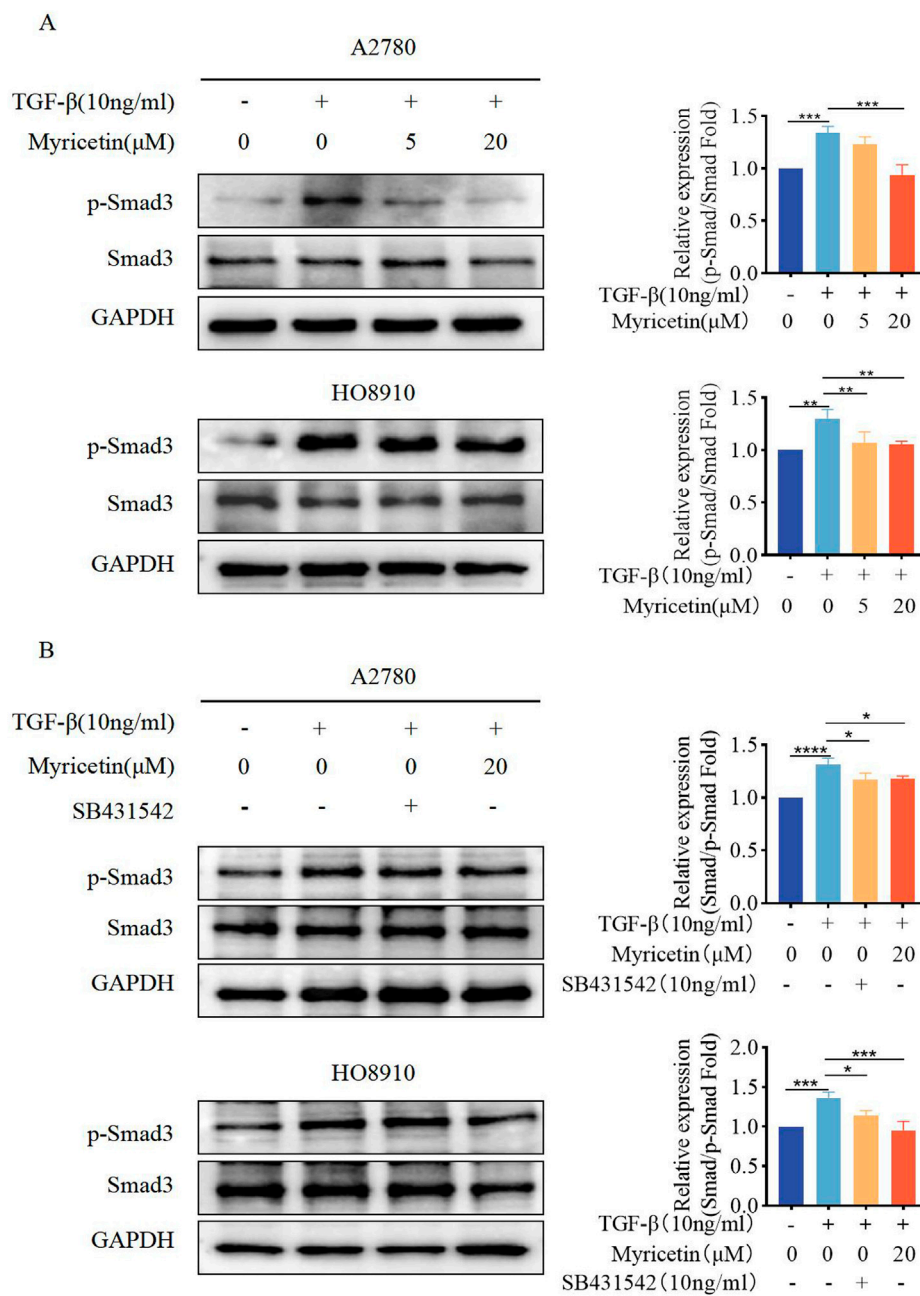 A
A2780
TGF-β(10ng/ml) - + + +
Myricetin(μM) 0 0 5 20
p-Smad3
Smad3
GAPDH
Relative expression
(p-Smad/Smad Fold)
1.5
1.0
0.5
0.0
***
***
TGF-β(10ng/ml) - + + +
Myricetin(μM) 0 0 5 20
HO8910
p-Smad3
Smad3
GAPDH
Relative expression
(p-Smad/Smad Fold)
1.5
1.0
0.5
0.0
**
**
**
TGF-β(10ng/ml) - + + +
Myricetin(μM) 0 0 5 20
B
A2780
TGF-β(10ng/ml) - + + +
Myricetin(μM) 0 0 0 20
SB431542 - - + -
p-Smad3
Smad3
GAPDH
Relative expression
(Smad/p-Smad Fold)
1.5
1.0
0.5
0.0
*
*
****
TGF-β(10ng/ml) - + + +
Myricetin(μM) 0 0 0 20
SB431542(10ng/ml) - - + -
HO8910
p-Smad3
Smad3
GAPDH
Relative expression
(Smad/p-Smad Fold)
2.0
1.5
1.0
0.5
0.0
***
*
***
TGF-β(10ng/ml) - + + +
Myricetin(μM) 0 0 0 20
SB431542(10ng/ml) - - + -